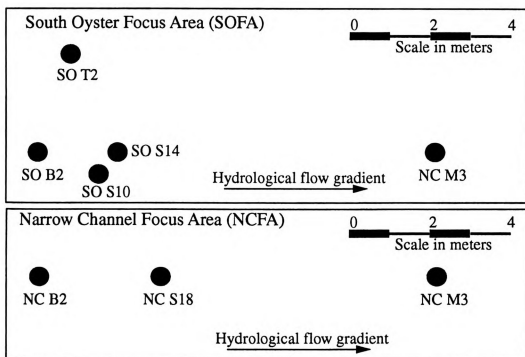 South Oyster Focus Area (SOFA)
0 2 4
Scale in meters
SO T2
SO S14
SO B2
SO S10
Hydrological flow gradient
NC M3
Narrow Channel Focus Area (NCFA)
0 2 4
Scale in meters
NC B2
NC S18
NC M3
Hydrological flow gradient